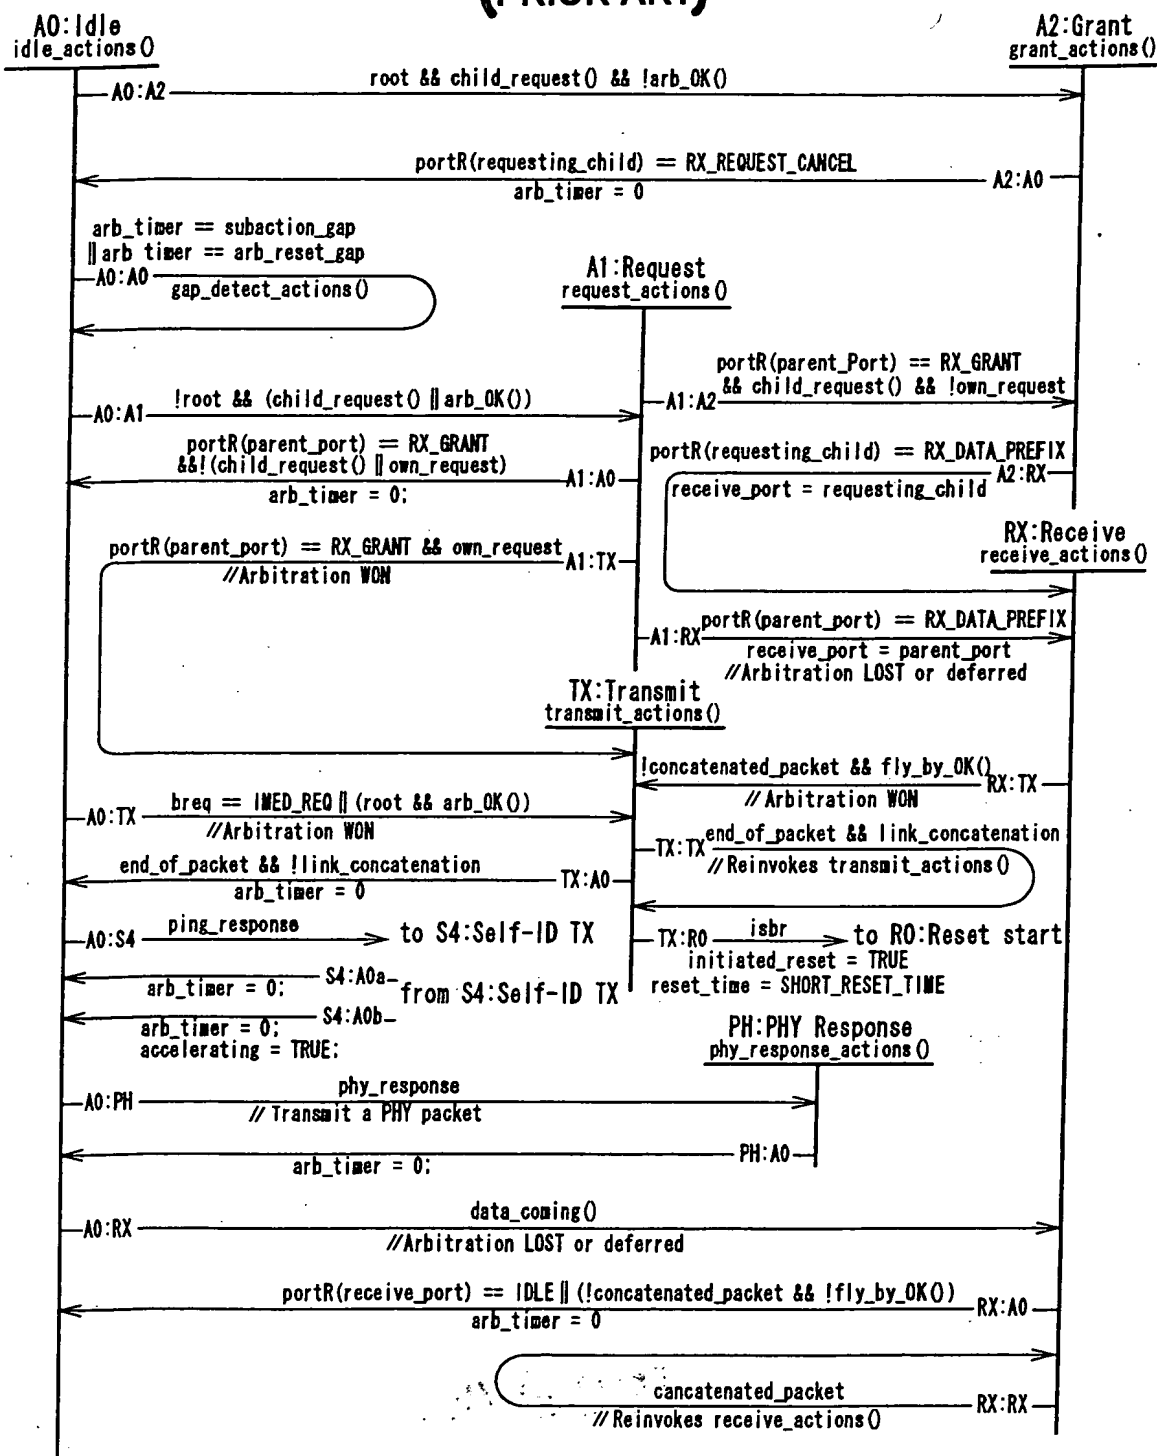 (PRIOR ART)
A0:Idle
idle_actions()
A2:Grant
grant_actions()
A0:A2
root && child_request() && !arb_OK()
portR(requesting_child) == RX_REQUEST_CANCEL
A2:A0
arb_timer = 0
arb_timer == subaction_gap
||arb timer == arb_reset_gap
A0:A0
gap_detect_actions()
A1:Request
request_actions()
portR(parent_Port) == RX_GRANT
&& child_request() && !own_request
A1:A2
A0:A1
!root && (child_request() || arb_OK())
portR(parent_port) == RX_GRANT
&&!(child_request() || own_request)
A1:A0
arb_timer = 0;
portR(requesting_child) == RX_DATA_PREFIX
A2:RX
receive_port = requesting_child
RX:Receive
receive_actions()
portR(parent_port) == RX_GRANT && own_request
A1:TX
//Arbitration WON
portR(parent_port) == RX_DATA_PREFIX
A1:RX
receive_port = parent_port
//Arbitration LOST or deferred
TX:Transmit
transmit_actions()
!concatenated_packet && fly_by_OK()
RX:TX
//Arbitration WON
breq == IMED_REQ || (root && arb_OK())
A0:TX
//Arbitration WON
end_of_packet && link_concatenation
TX:TX
//Reinvokes transmit_actions()
end_of_packet && !link_concatenation
TX:A0
arb_timer = 0
A0:S4
ping_response
to S4:Self-ID TX
TX:R0
isbr
to R0:Reset start
initiated_reset = TRUE
reset_time = SHORT_RESET_TIME
S4:A0a
arb_timer = 0;
from S4:Self-ID TX
S4:A0b
arb_timer = 0;
accelerating = TRUE;
PH:PHY Response
phy_response_actions()
A0:PH
phy_response
//Transmit a PHY packet
PH:A0
arb_timer = 0;
data_coming()
A0:RX
//Arbitration LOST or deferred
portR(receive_port) == IDLE || (!concatenated_packet && !fly_by_OK())
RX:A0
arb_timer = 0
cancatenated_packet
RX:RX
//Reinvokes receive_actions()